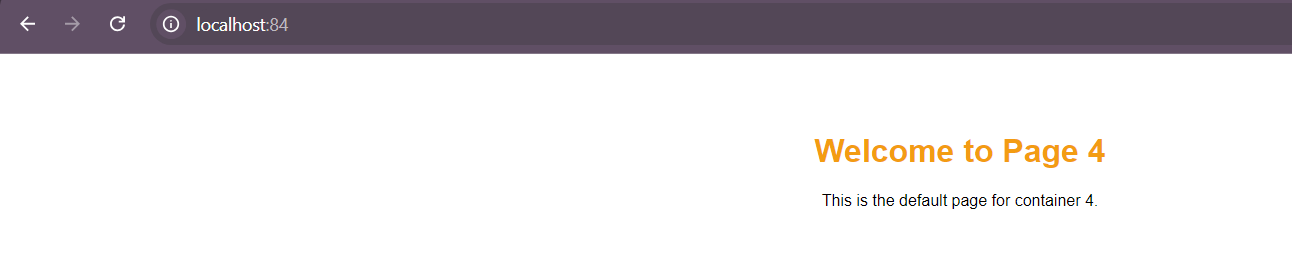 localhost:84
Welcome to Page 4
This is the default page for container 4.